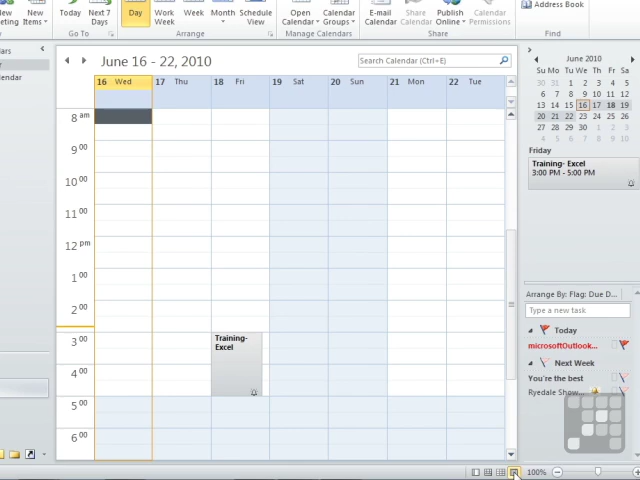 New Meeting
New Items
Today
Next 7 Days
Day
Work Week
Week
Month
Schedule View
Open Calendar
Calendar Groups
E-mail Calendar
Share Calendar
Publish Online
Calendar Permissions
Address Book
Go To
Arrange
Manage Calendars
Share
Find
June 16 - 22, 2010
Search Calendar (Ctrl+E)
16 Wed
17 Thu
18 Fri
19 Sat
20 Sun
21 Mon
22 Tue
8 am
9 00
10 00
11 00
12 pm
1 00
2 00
3 00
4 00
5 00
6 00
Training-
Excel
June 2010
Su Mo Tu We Th Fr Sa
1 2 3 4 5
6 7 8 9 10 11 12
13 14 15 16 17 18 19
20 21 22 23 24 25 26
27 28 29 30 1 2 3
4 5 6 7 8 9 10
Friday
Training- Excel
3:00 PM - 5:00 PM
Arrange By: Flag: Due D...
Type a new task
Today
microsoftOutlook...
Next Week
You're the best
Ryedale Show...
100%